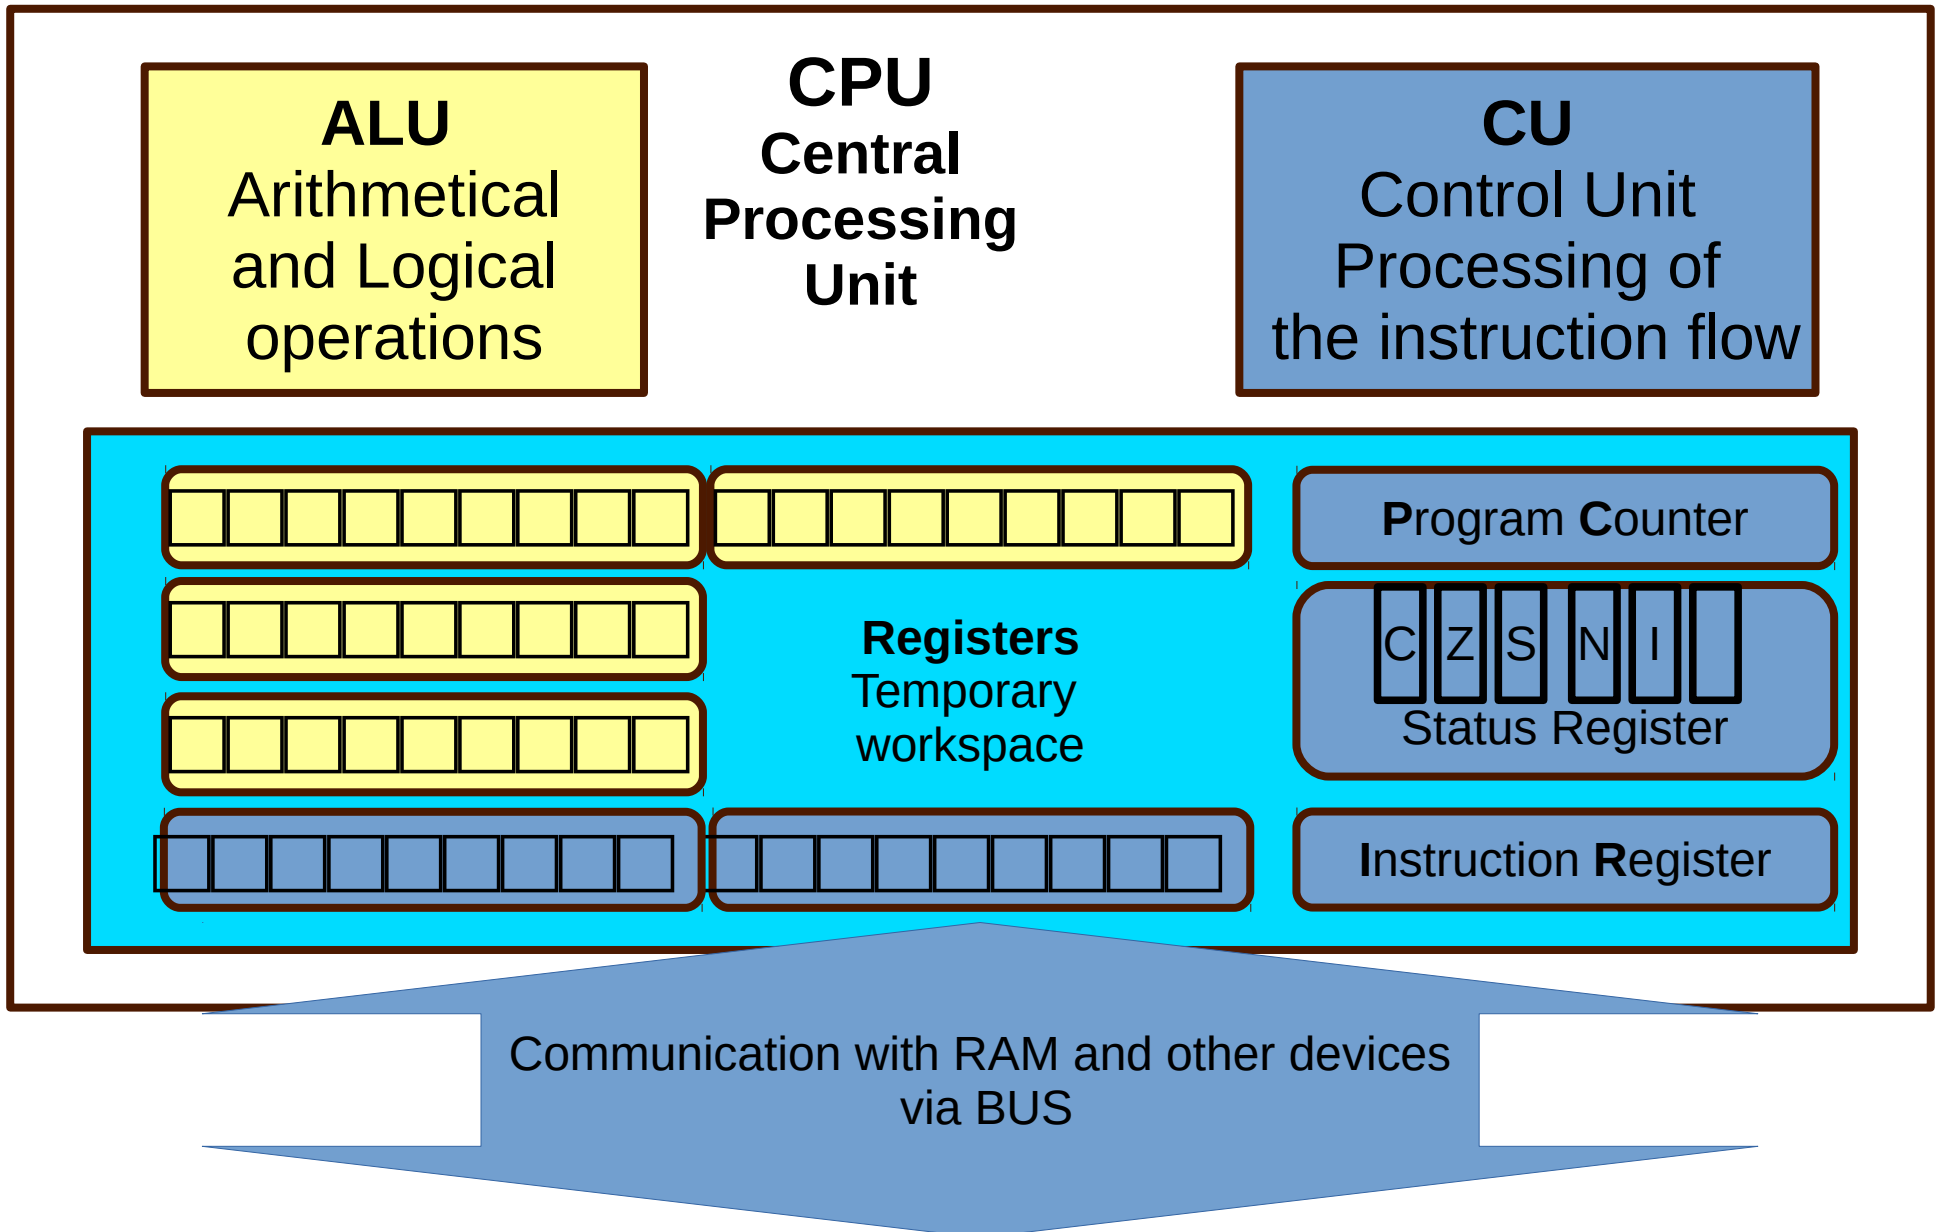 ALU
Arithmetical
and Logical
operations
CPU
Central
Processing
Unit
CU
Control Unit
Processing of
the instruction flow
Registers
Temporary
workspace
Program Counter
C Z S N I
Status Register
Instruction Register
Communication with RAM and other devices
via BUS